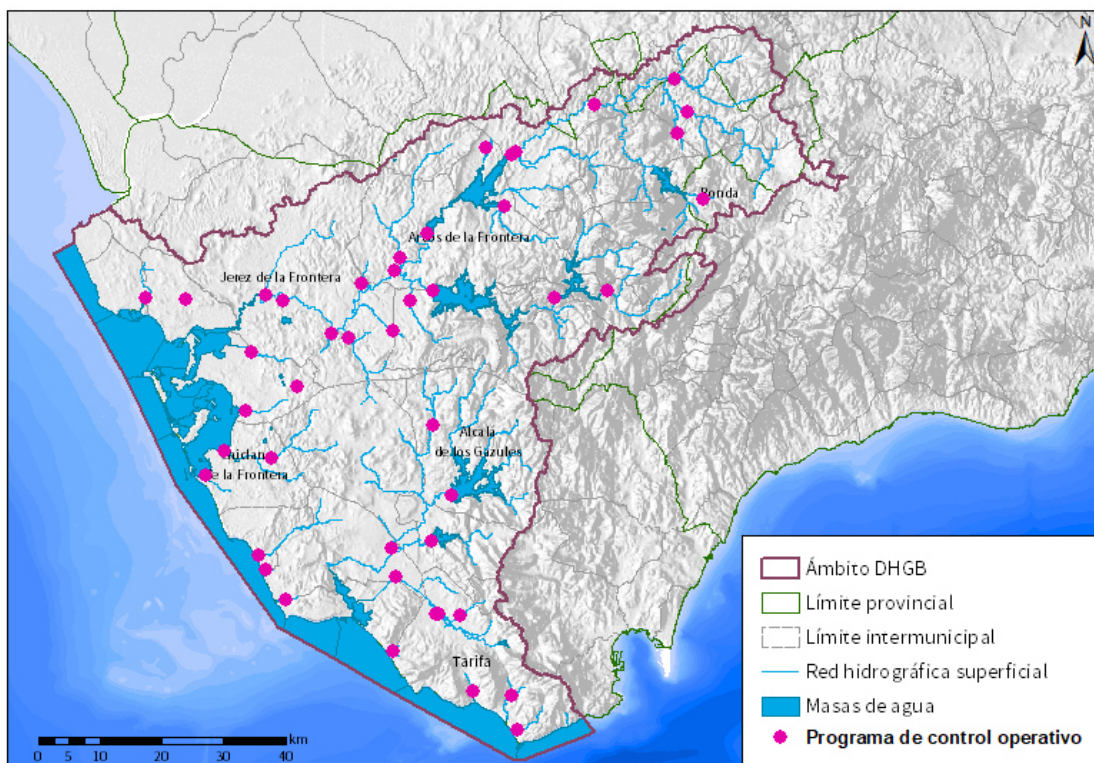 N
Ronda
Arcos de la Frontera
Jerez de la Frontera
Alcalá
de los Gazules
Chiclana
de la Frontera
Tarifa
0 5 10 20 30 40
km
Ámbito DHGB
Límite provincial
Límite intermunicipal
Red hidrográfica superficial
Masas de agua
Programa de control operativo